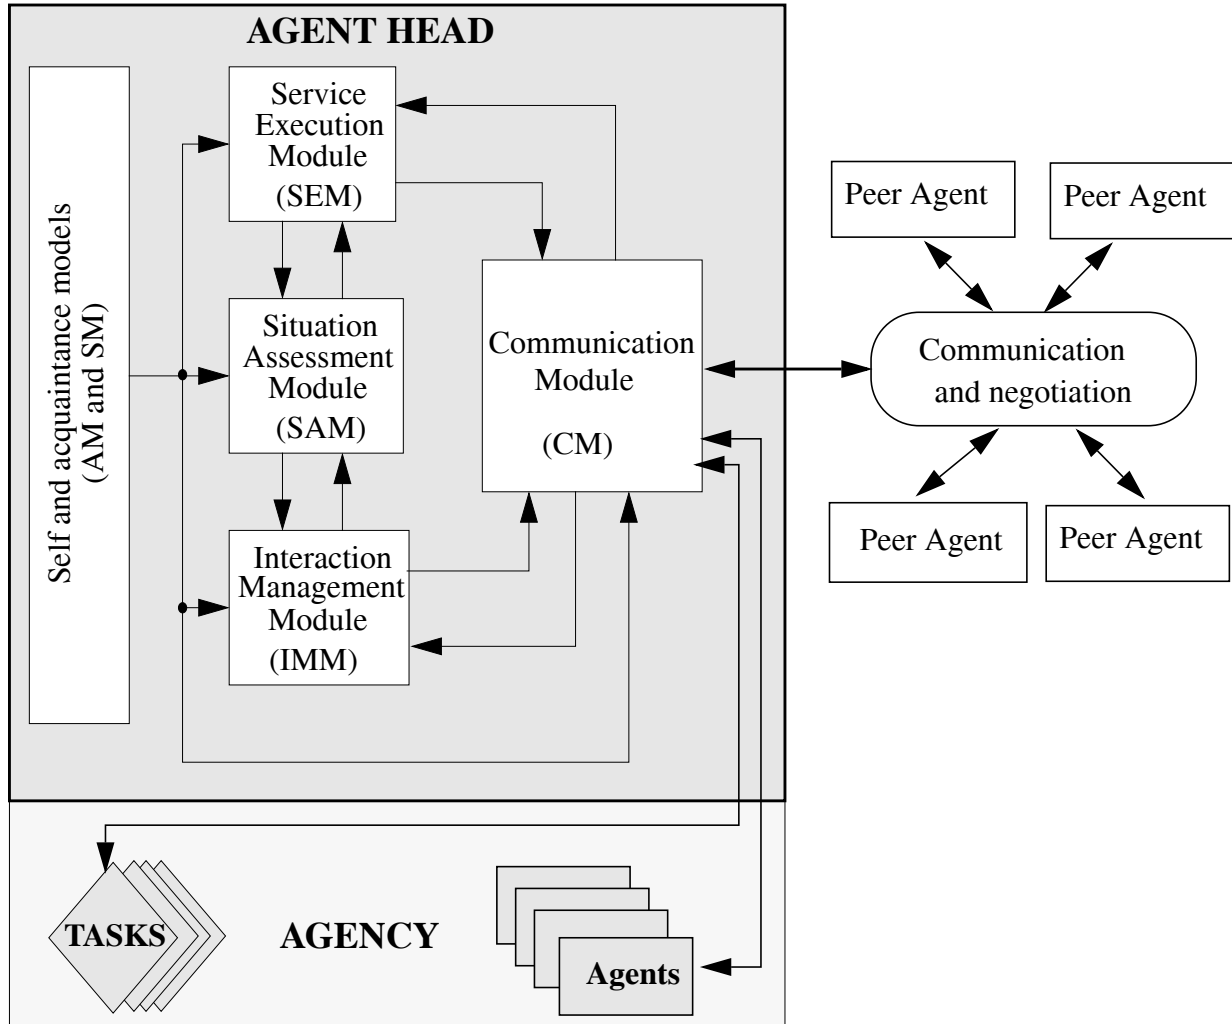 AGENT HEAD
Self and acquaintance models
(AM and SM)
Service
Execution
Module
(SEM)
Situation
Assessment
Module
(SAM)
Interaction
Management
Module
(IMM)
Communication
Module
(CM)
Peer Agent
Peer Agent
Communication
and negotiation
Peer Agent
Peer Agent
TASKS
AGENCY
Agents